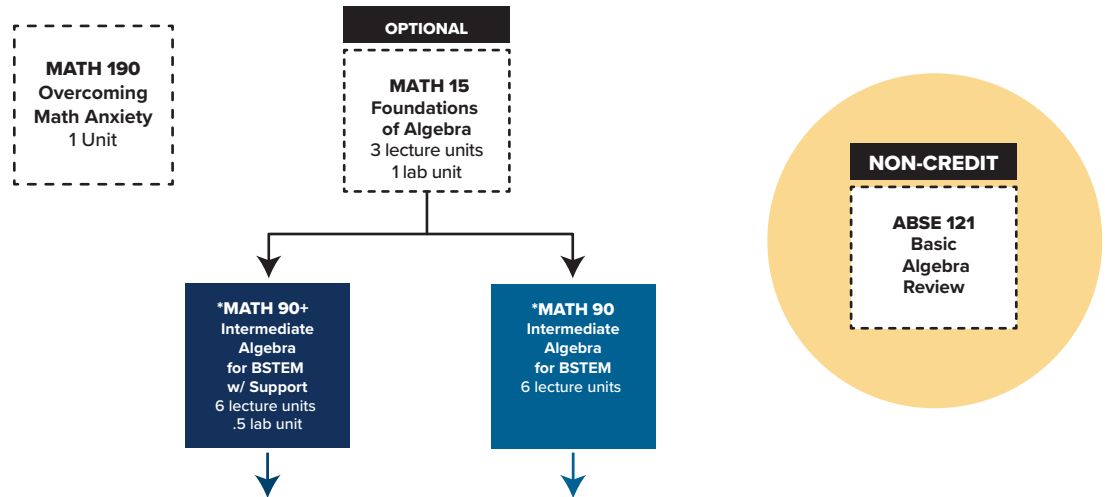 MATH 190
Overcoming
Math Anxiety
1 Unit
OPTIONAL
MATH 15
Foundations
of Algebra
3 lecture units
1 lab unit
NON-CREDIT
ABSE 121
Basic
Algebra
Review
*MATH 90+
Intermediate
Algebra
for BSTEM
w/ Support
6 lecture units
.5 lab unit
*MATH 90
Intermediate
Algebra
for BSTEM
6 lecture units